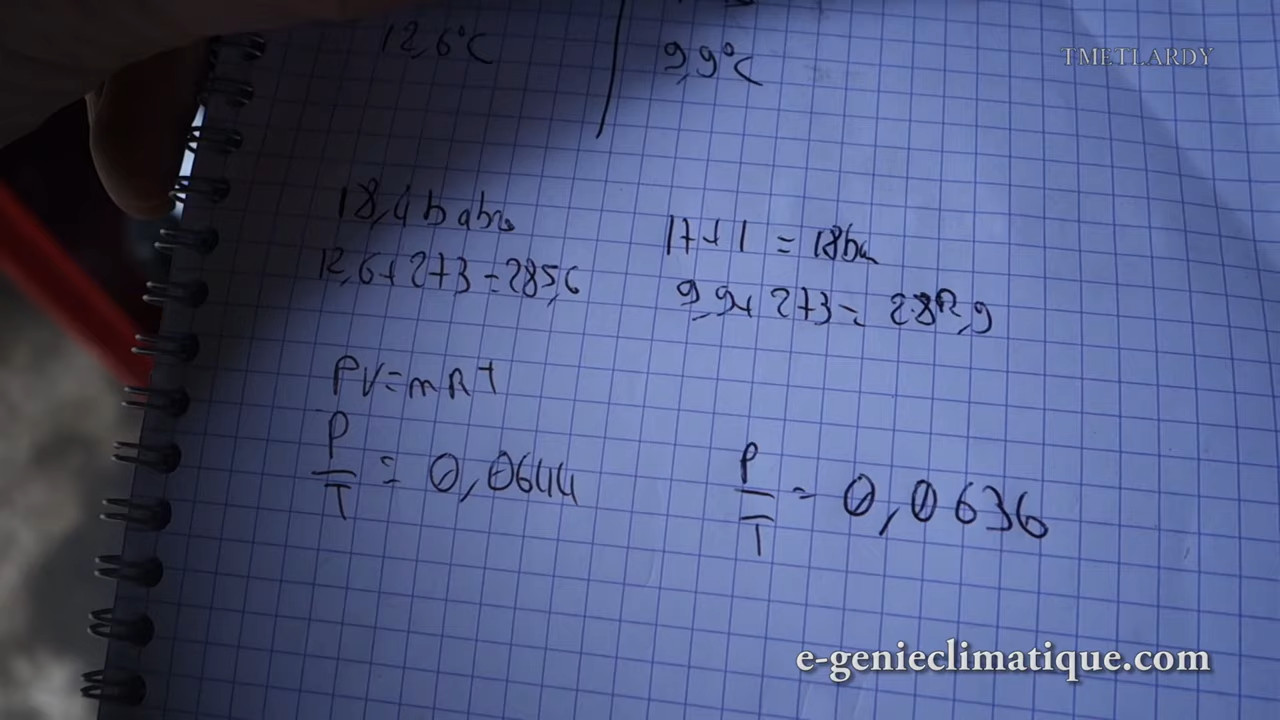 12,6°C
9,9°C
TMETLARDY
18,4 b abs
17+1 = 18 bar
12,6+273=285,6
9,9+273= 282,9
PV=mRT
P/T = 0,0644
P/T = 0,0636
e-genieclimatique.com